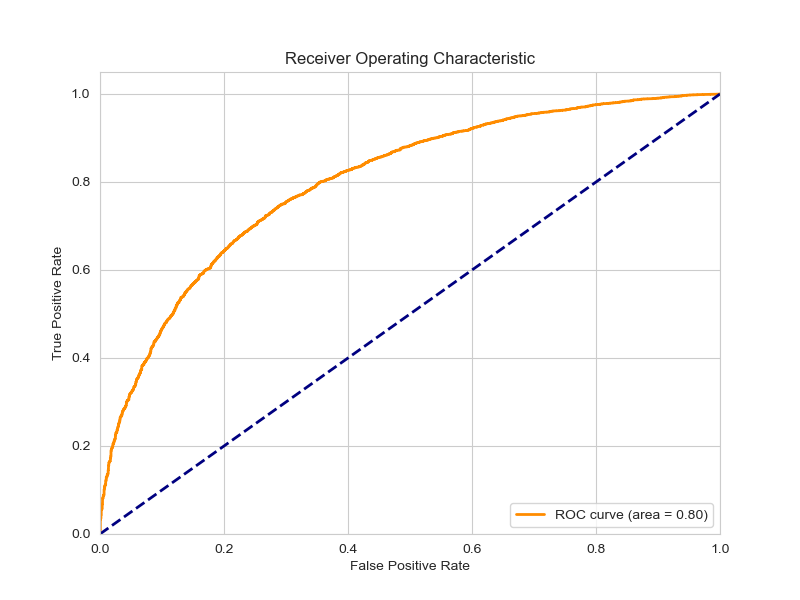 Receiver Operating Characteristic
True Positive Rate
1.0
0.8
0.6
0.4
0.2
0.0
ROC curve (area = 0.80)
0.0 0.2 0.4 0.6 0.8 1.0
False Positive Rate